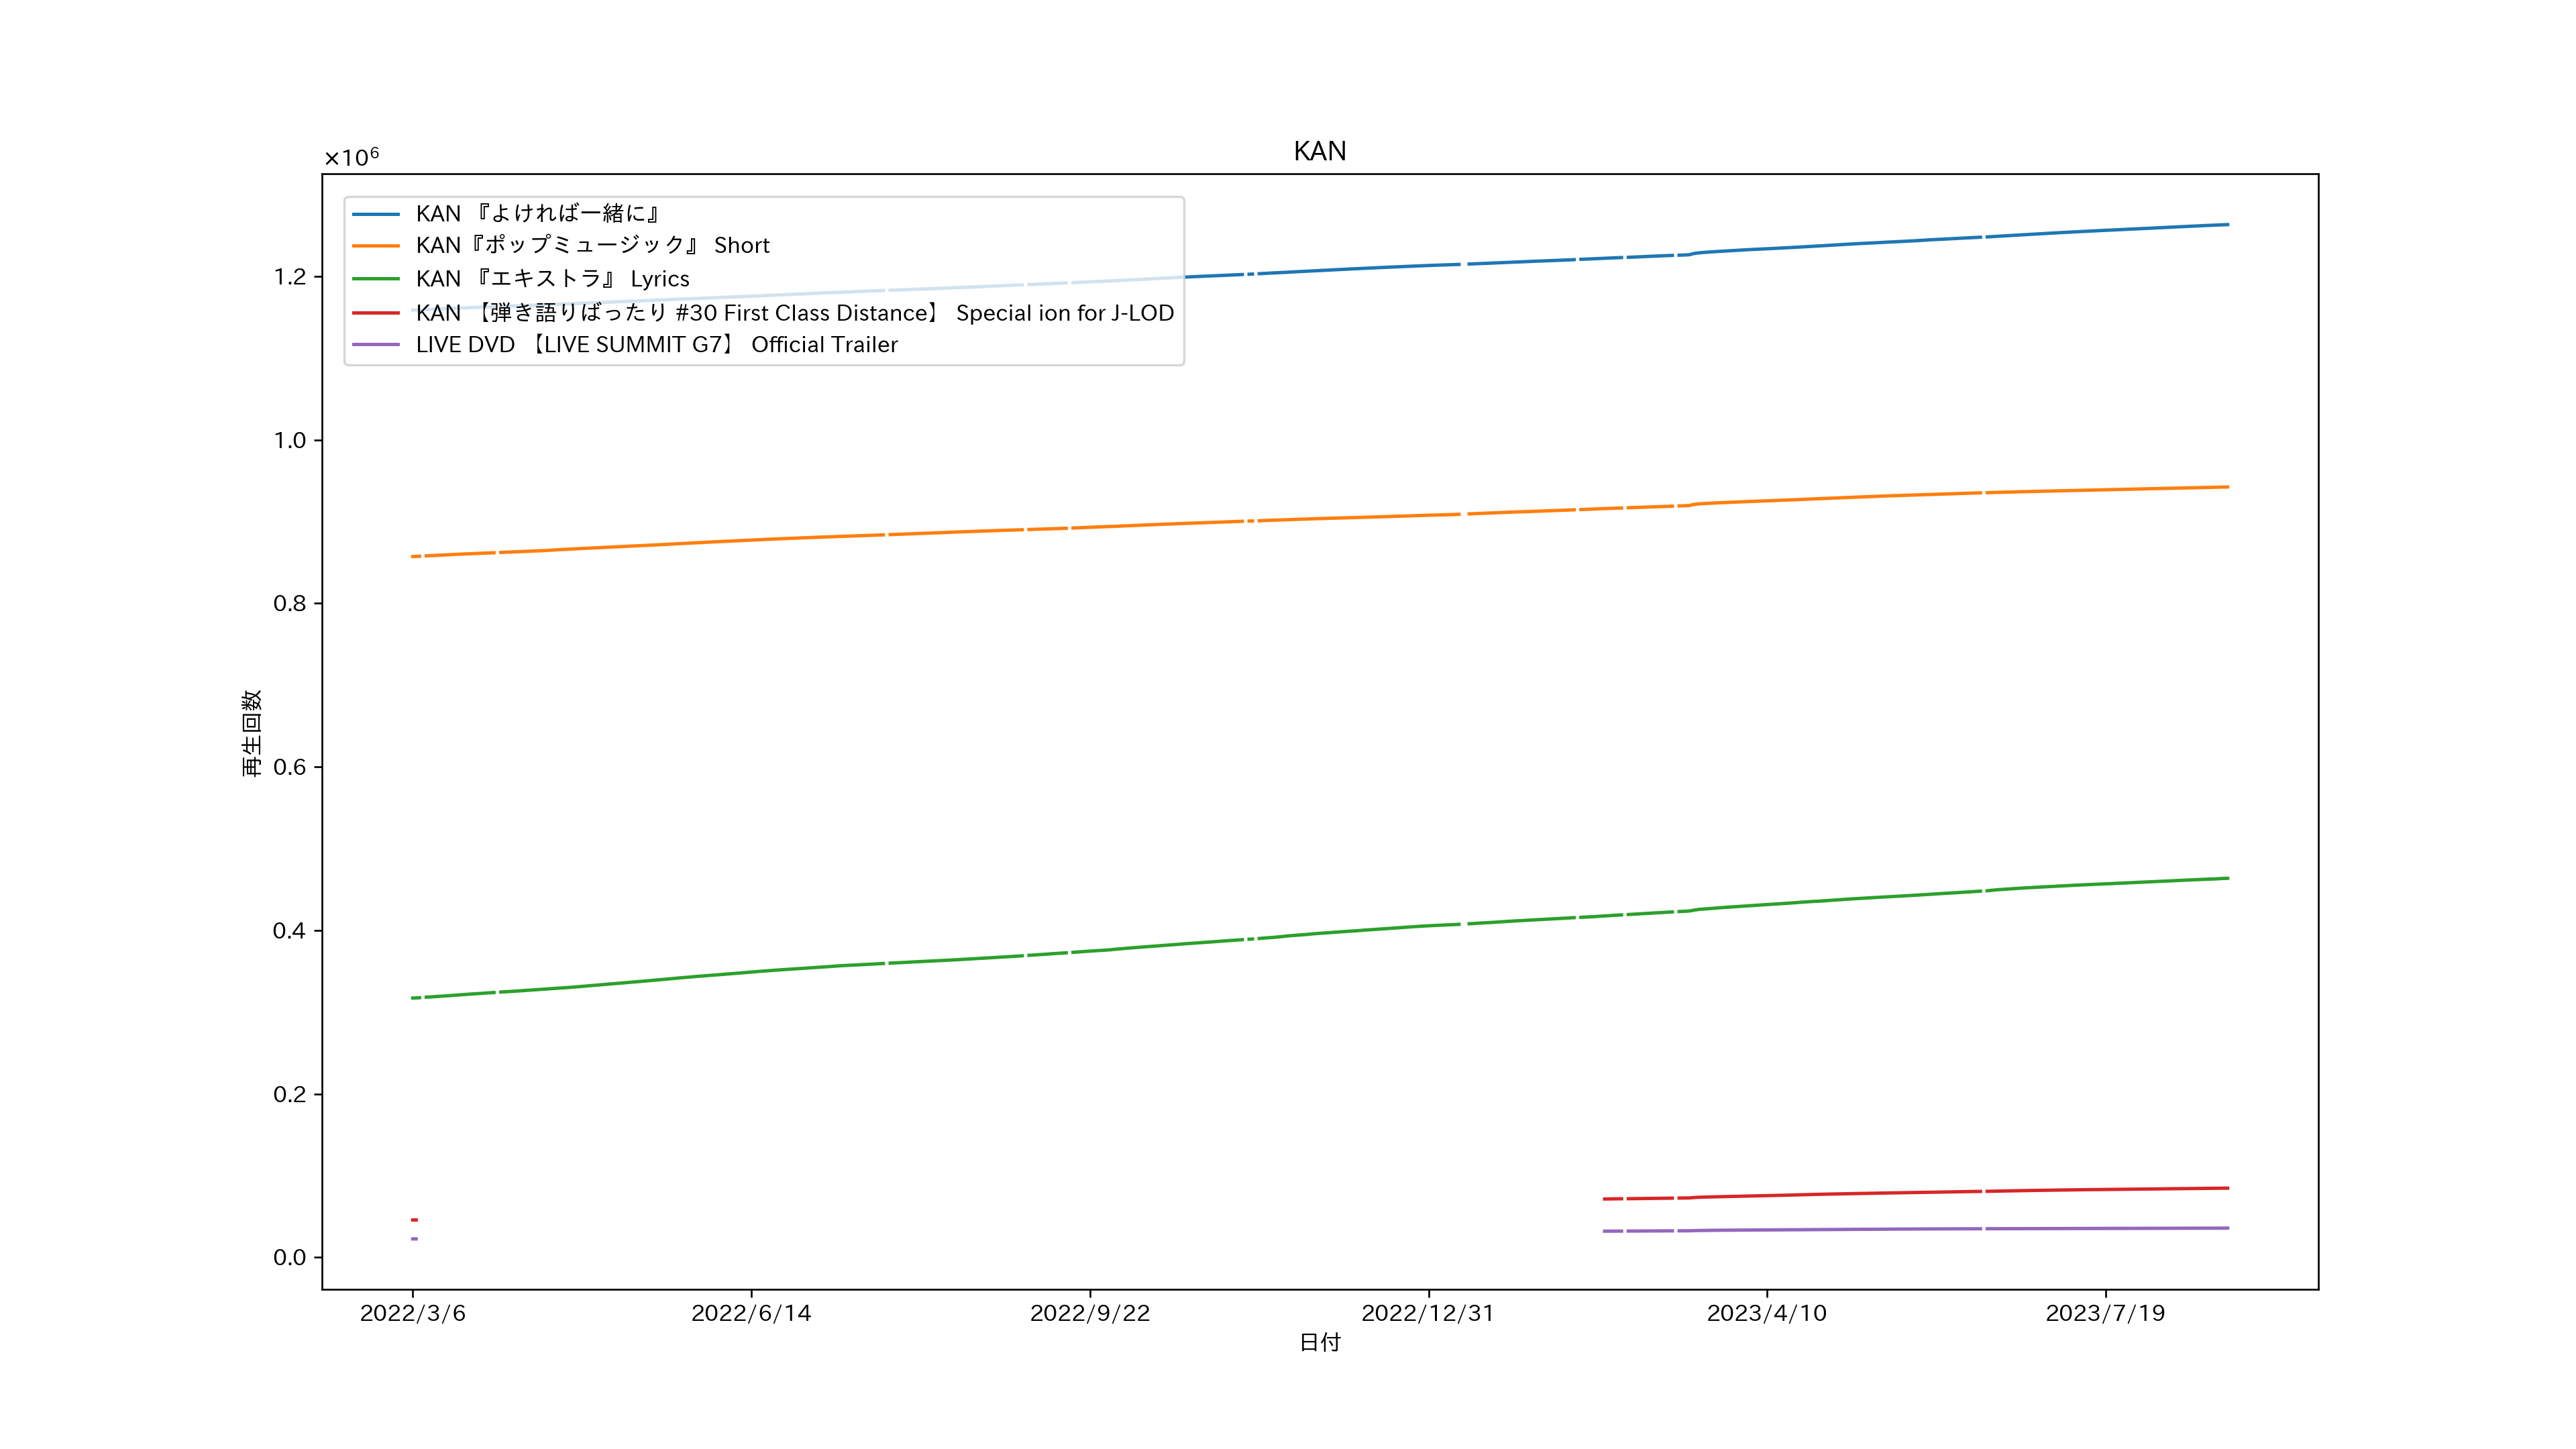 KAN
×10⁶
KAN 『よければ一緒に』
KAN『ポップミュージック』 Short
KAN 『エキストラ』 Lyrics
KAN 【弾き語りばったり #30 First Class Distance】 Special ion for J-LOD
LIVE DVD 【LIVE SUMMIT G7】 Official Trailer
1.2
1.0
0.8
0.6
0.4
0.2
0.0
再生回数
2022/3/6 2022/6/14 2022/9/22 2022/12/31 2023/4/10 2023/7/19
日付